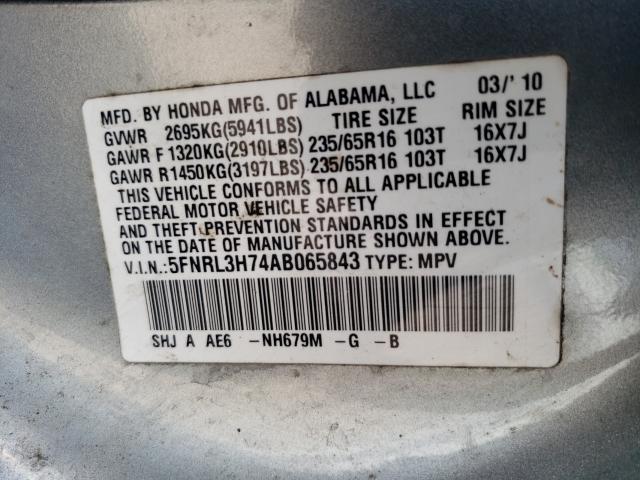 MFD. BY HONDA MFG. OF ALABAMA, LLC 03/'10
GVWR 2695KG(5941LBS) TIRE SIZE RIM SIZE
GAWR F 1320KG(2910LBS) 235/65R16 103T 16X7J
GAWR R1450KG(3197LBS) 235/65R16 103T 16X7J
THIS VEHICLE CONFORMS TO ALL APPLICABLE
FEDERAL MOTOR VEHICLE SAFETY
AND THEFT PREVENTION STANDARDS IN EFFECT
ON THE DATE OF MANUFACTURE SHOWN ABOVE.
V.I.N.:5FNRL3H74AB065843 TYPE: MPV
SHJ A AE6 -NH679M -G -B